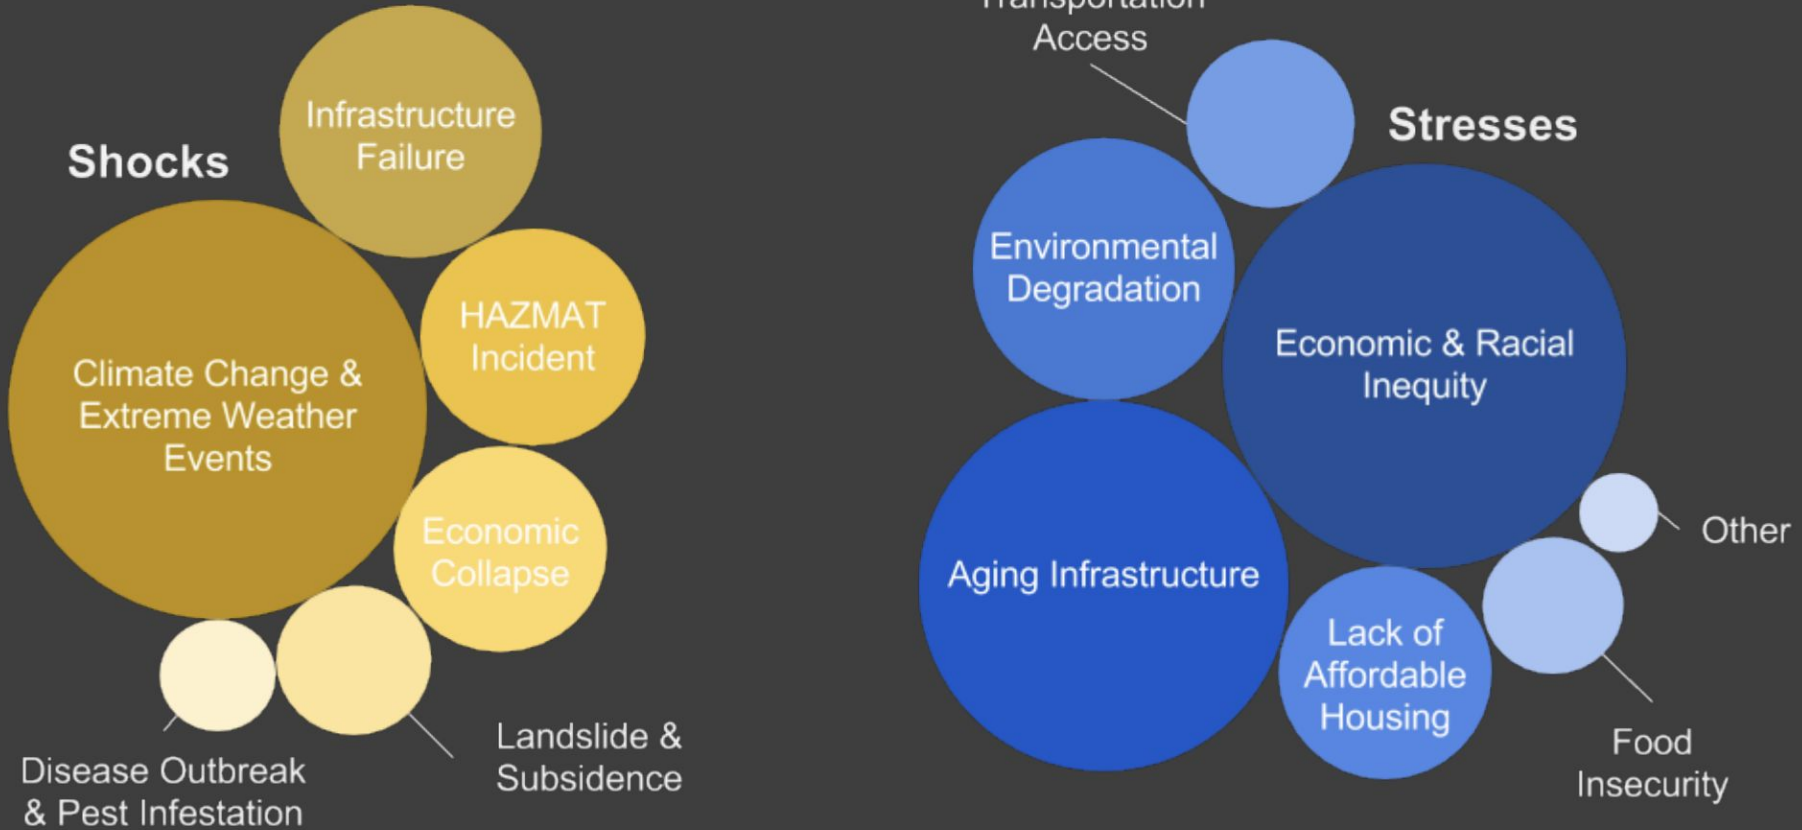 Transportation
Access
Stresses
Shocks
Infrastructure
Failure
Environmental
Degradation
HAZMAT
Incident
Climate Change &
Extreme Weather
Events
Economic & Racial
Inequity
Economic
Collapse
Other
Aging Infrastructure
Lack of
Affordable
Housing
Landslide &
Subsidence
Food
Insecurity
Disease Outbreak
& Pest Infestation